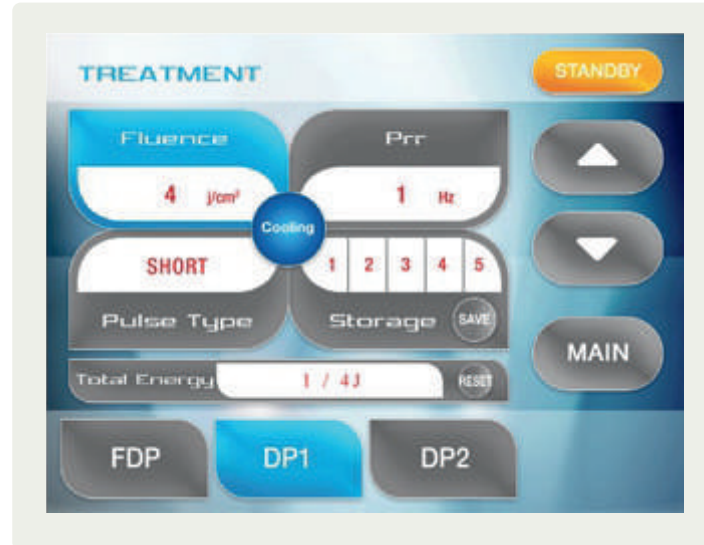 TREATMENT
STANDBY
Fluence
Prr
4 j/cm²
1 Hz
Cooling
SHORT
1 2 3 4 5
Pulse Type
Storage
SAVE
MAIN
Total Energy
1 / 4J
RESET
FDP
DP1
DP2